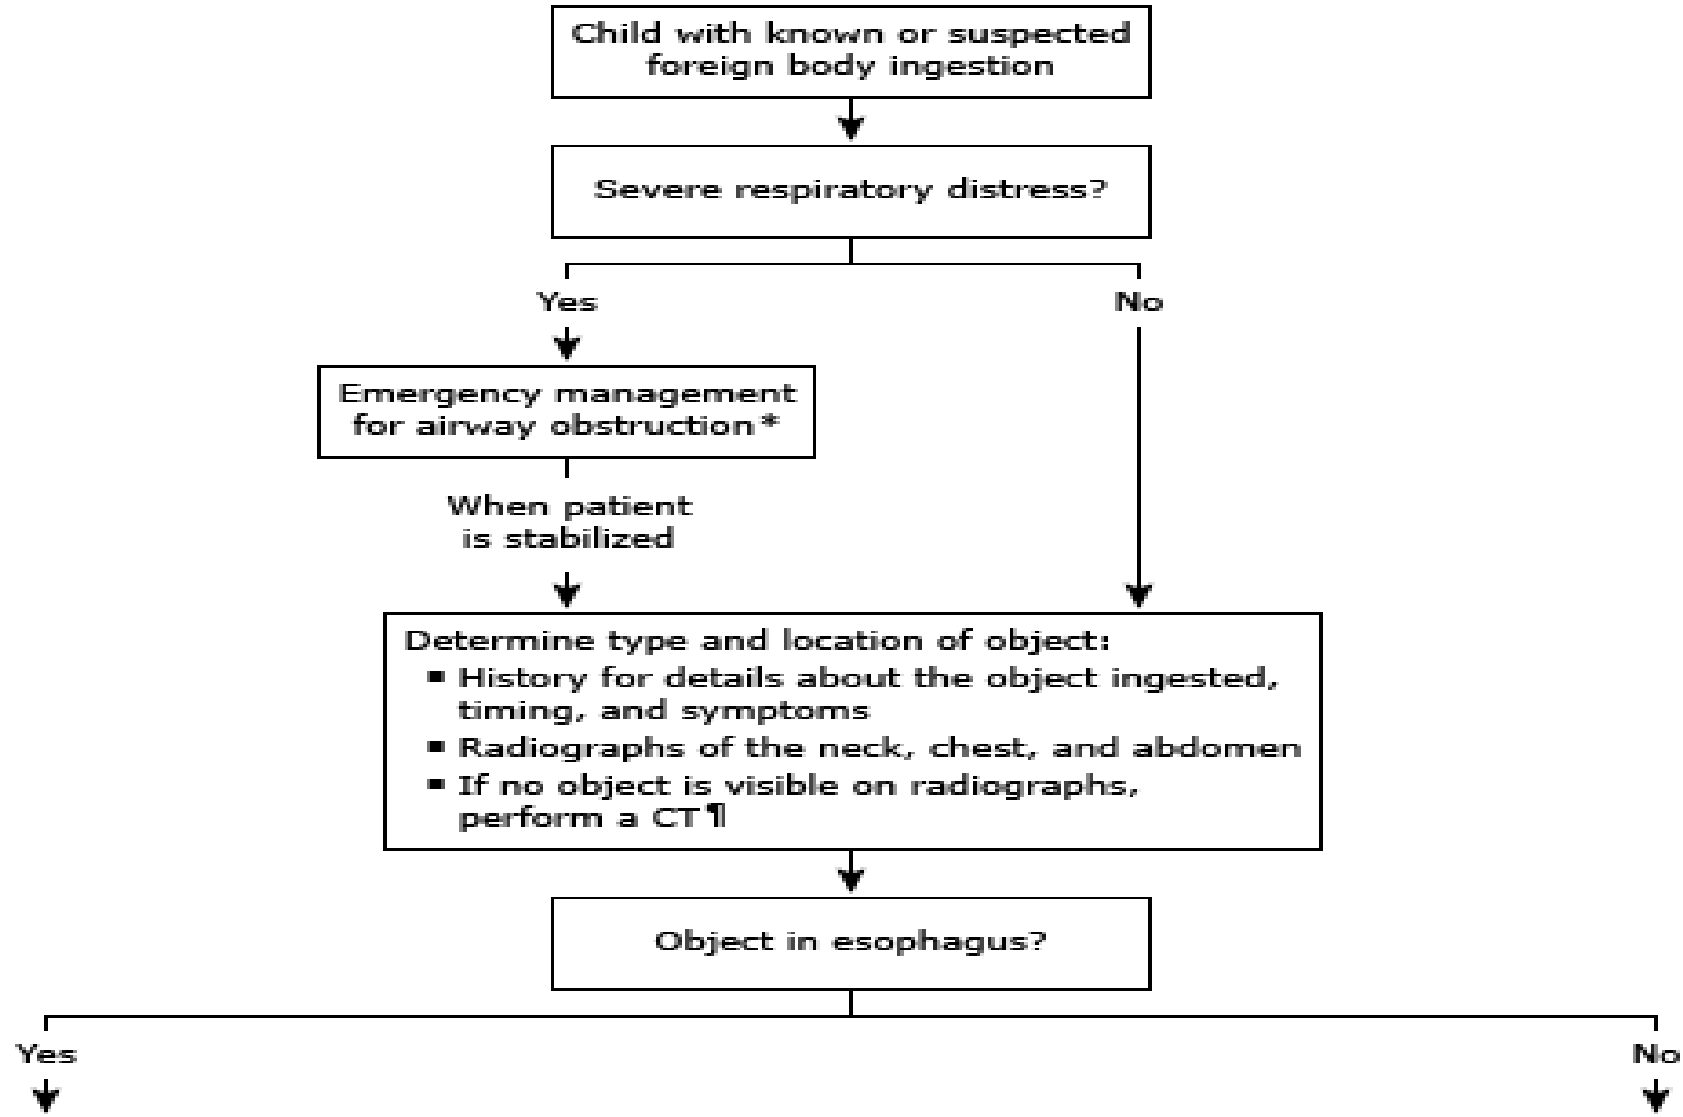 Child with known or suspected
foreign body ingestion
Severe respiratory distress?
Yes
No
Emergency management
for airway obstruction*
When patient
is stabilized
Determine type and location of object:
▪ History for details about the object ingested,
timing, and symptoms
▪ Radiographs of the neck, chest, and abdomen
▪ If no object is visible on radiographs,
perform a CT¶
Object in esophagus?
Yes
No